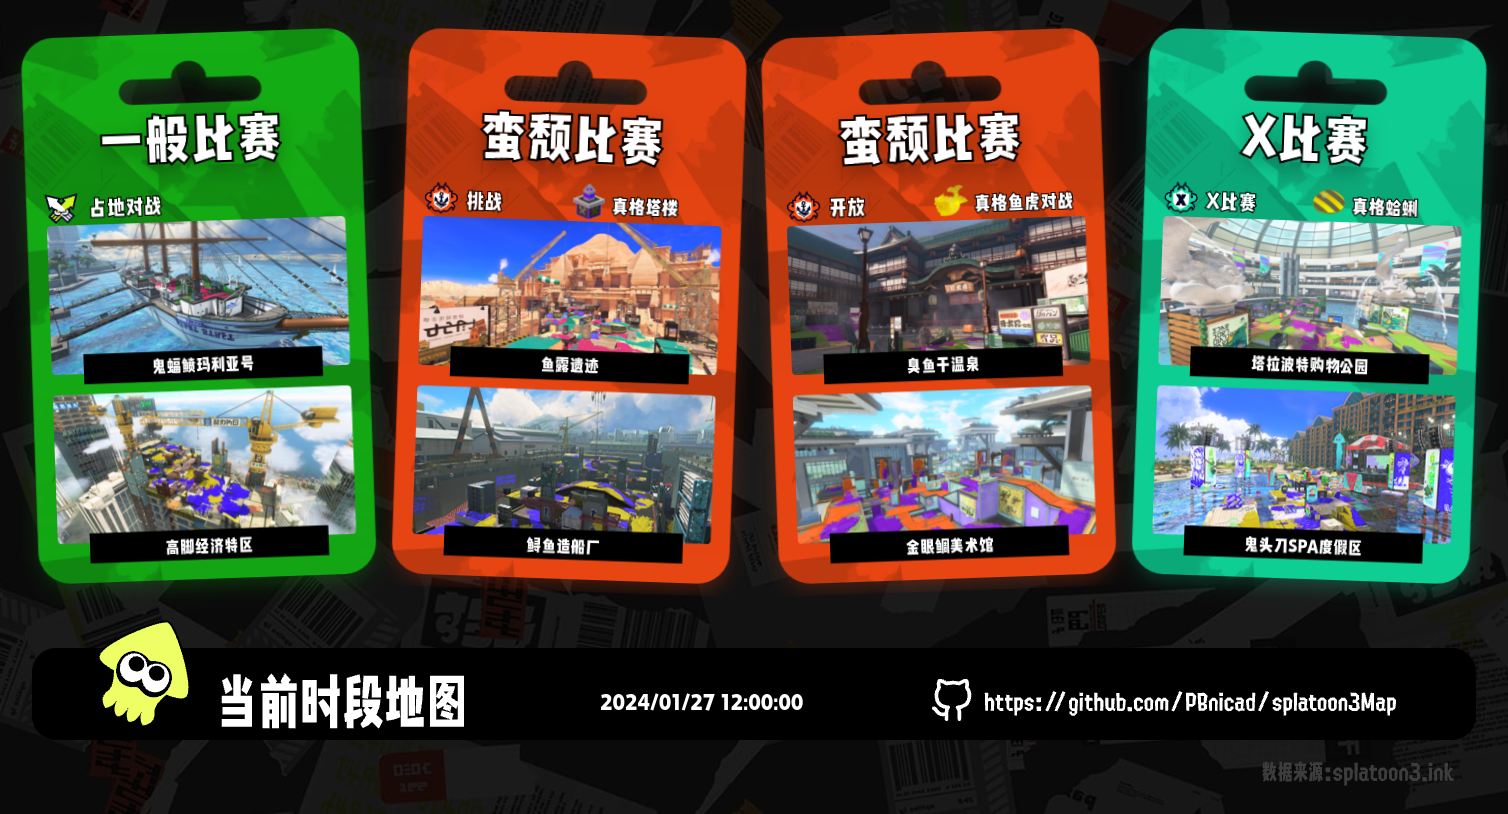 一般比赛
占地对战
鬼蝠鲼玛利亚号
高脚经济特区
蛮颓比赛
挑战
真格塔楼
鱼露遗迹
鲟鱼造船厂
蛮颓比赛
开放
真格鱼虎对战
臭鱼干温泉
金眼鲷美术馆
X比赛
X比赛
真格蛤蜊
塔拉波特购物公园
鬼头刀SPA度假区
当前时段地图
2024/01/27 12:00:00
https://github.com/PBnicad/splatoon3Map
数据来源:splatoon3.ink